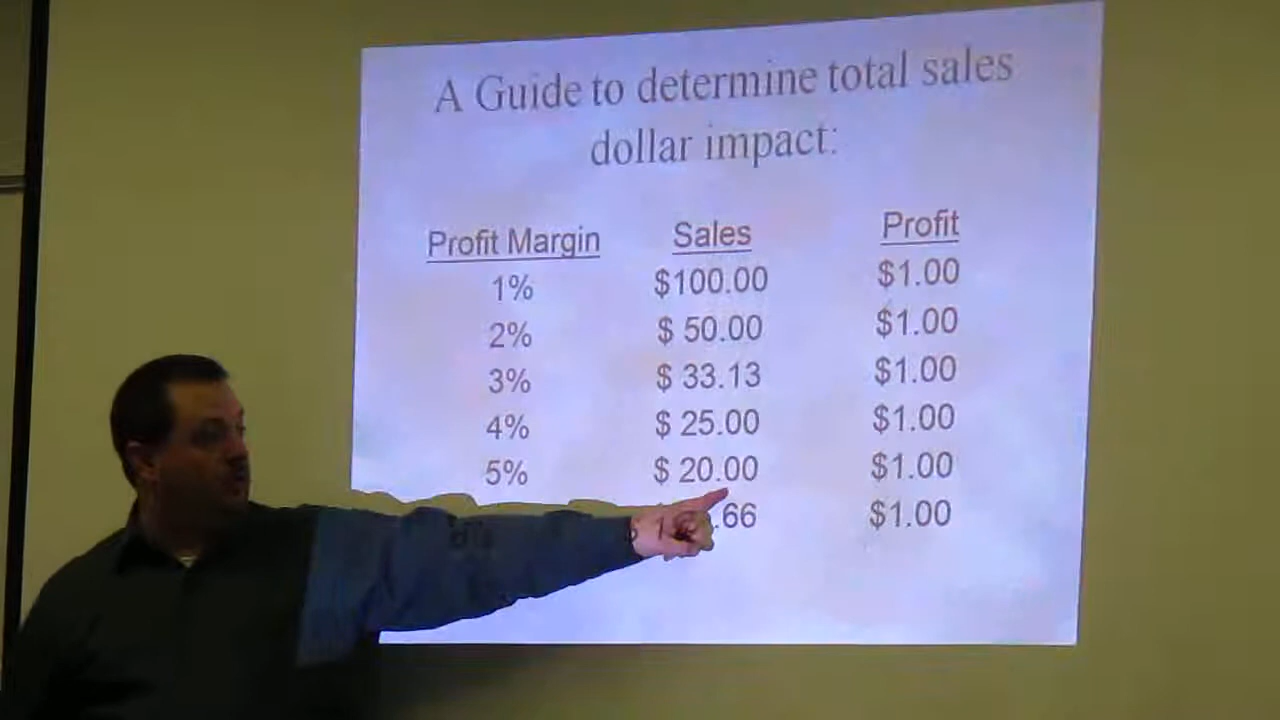 A Guide to determine total sales
dollar impact:
Profit Margin Sales Profit
1% $100.00 $1.00
2% $ 50.00 $1.00
3% $ 33.13 $1.00
4% $ 25.00 $1.00
5% $ 20.00 $1.00
.66 $1.00